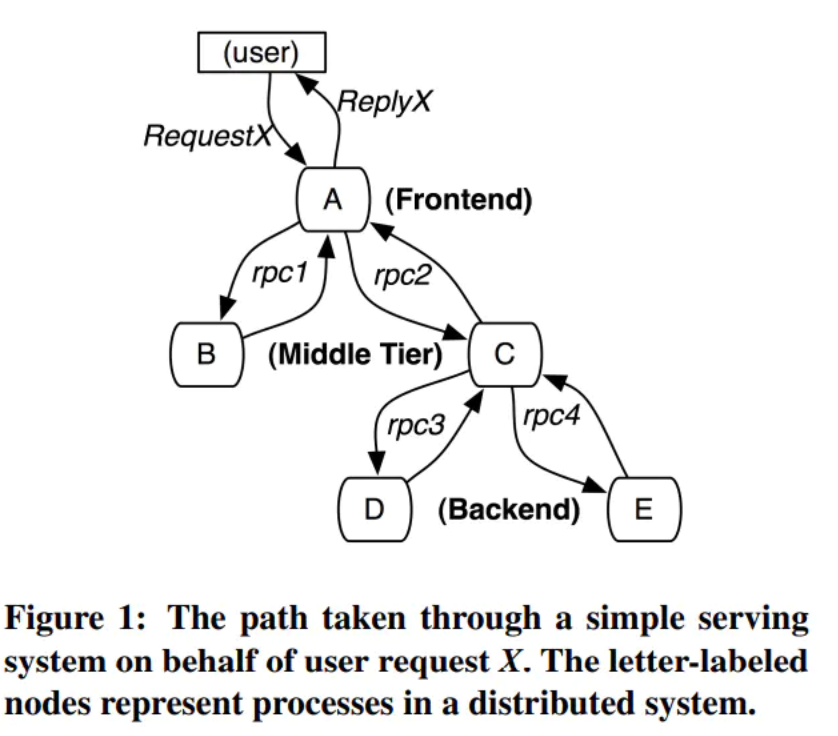 (user)
ReplyX
RequestX
A (Frontend)
rpc1 rpc2
B (Middle Tier) C
rpc3 rpc4
D (Backend) E
Figure 1: The path taken through a simple serving
system on behalf of user request X. The letter-labeled
nodes represent processes in a distributed system.